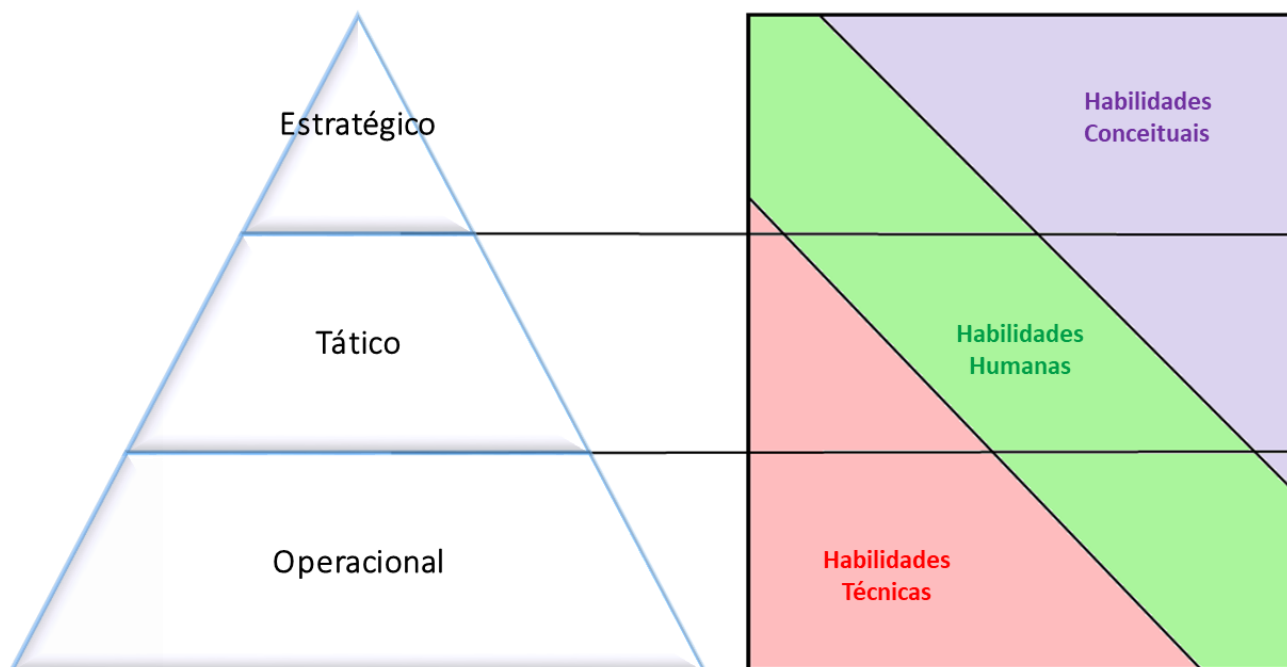 Estratégico
Habilidades
Conceituais
Tático
Habilidades
Humanas
Operacional
Habilidades
Técnicas